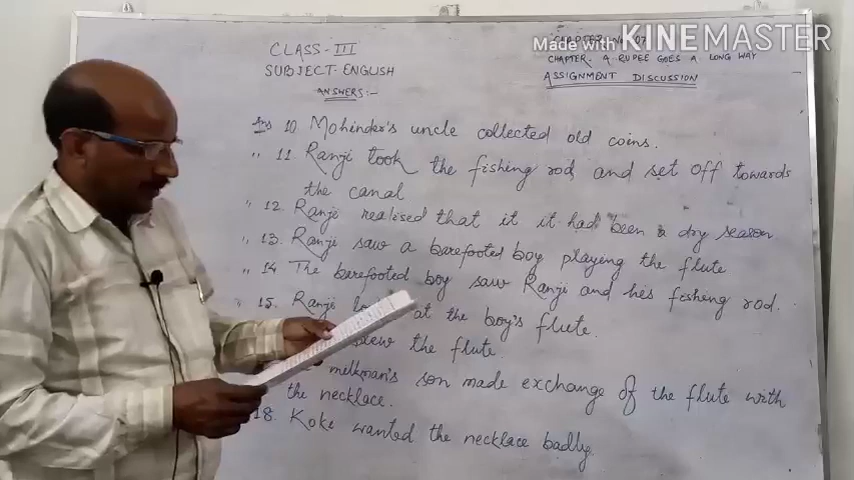 Made with KINEMASTER
CLASS-III
SUBJECT-ENGLISH
CHAPTER, A RUPEE GOES A LONG WAY
ASSIGNMENT DISCUSSION
ANSWERS:-
Ans 10 Mohinder's uncle collected old coins.
" 11. Ranji took the fishing rod and set off towards
the canal
" 12. Ranji realised that it it had been a dry season
" 13. Ranji saw a barefooted boy playing the flute
" 14 The barefooted boy saw Ranji and his fishing rod.
" 15. Ranji at the boy's flute.
the flute.
milkman's son made exchange of the flute with
the necklace.
18. Koke wanted the necklace badly.